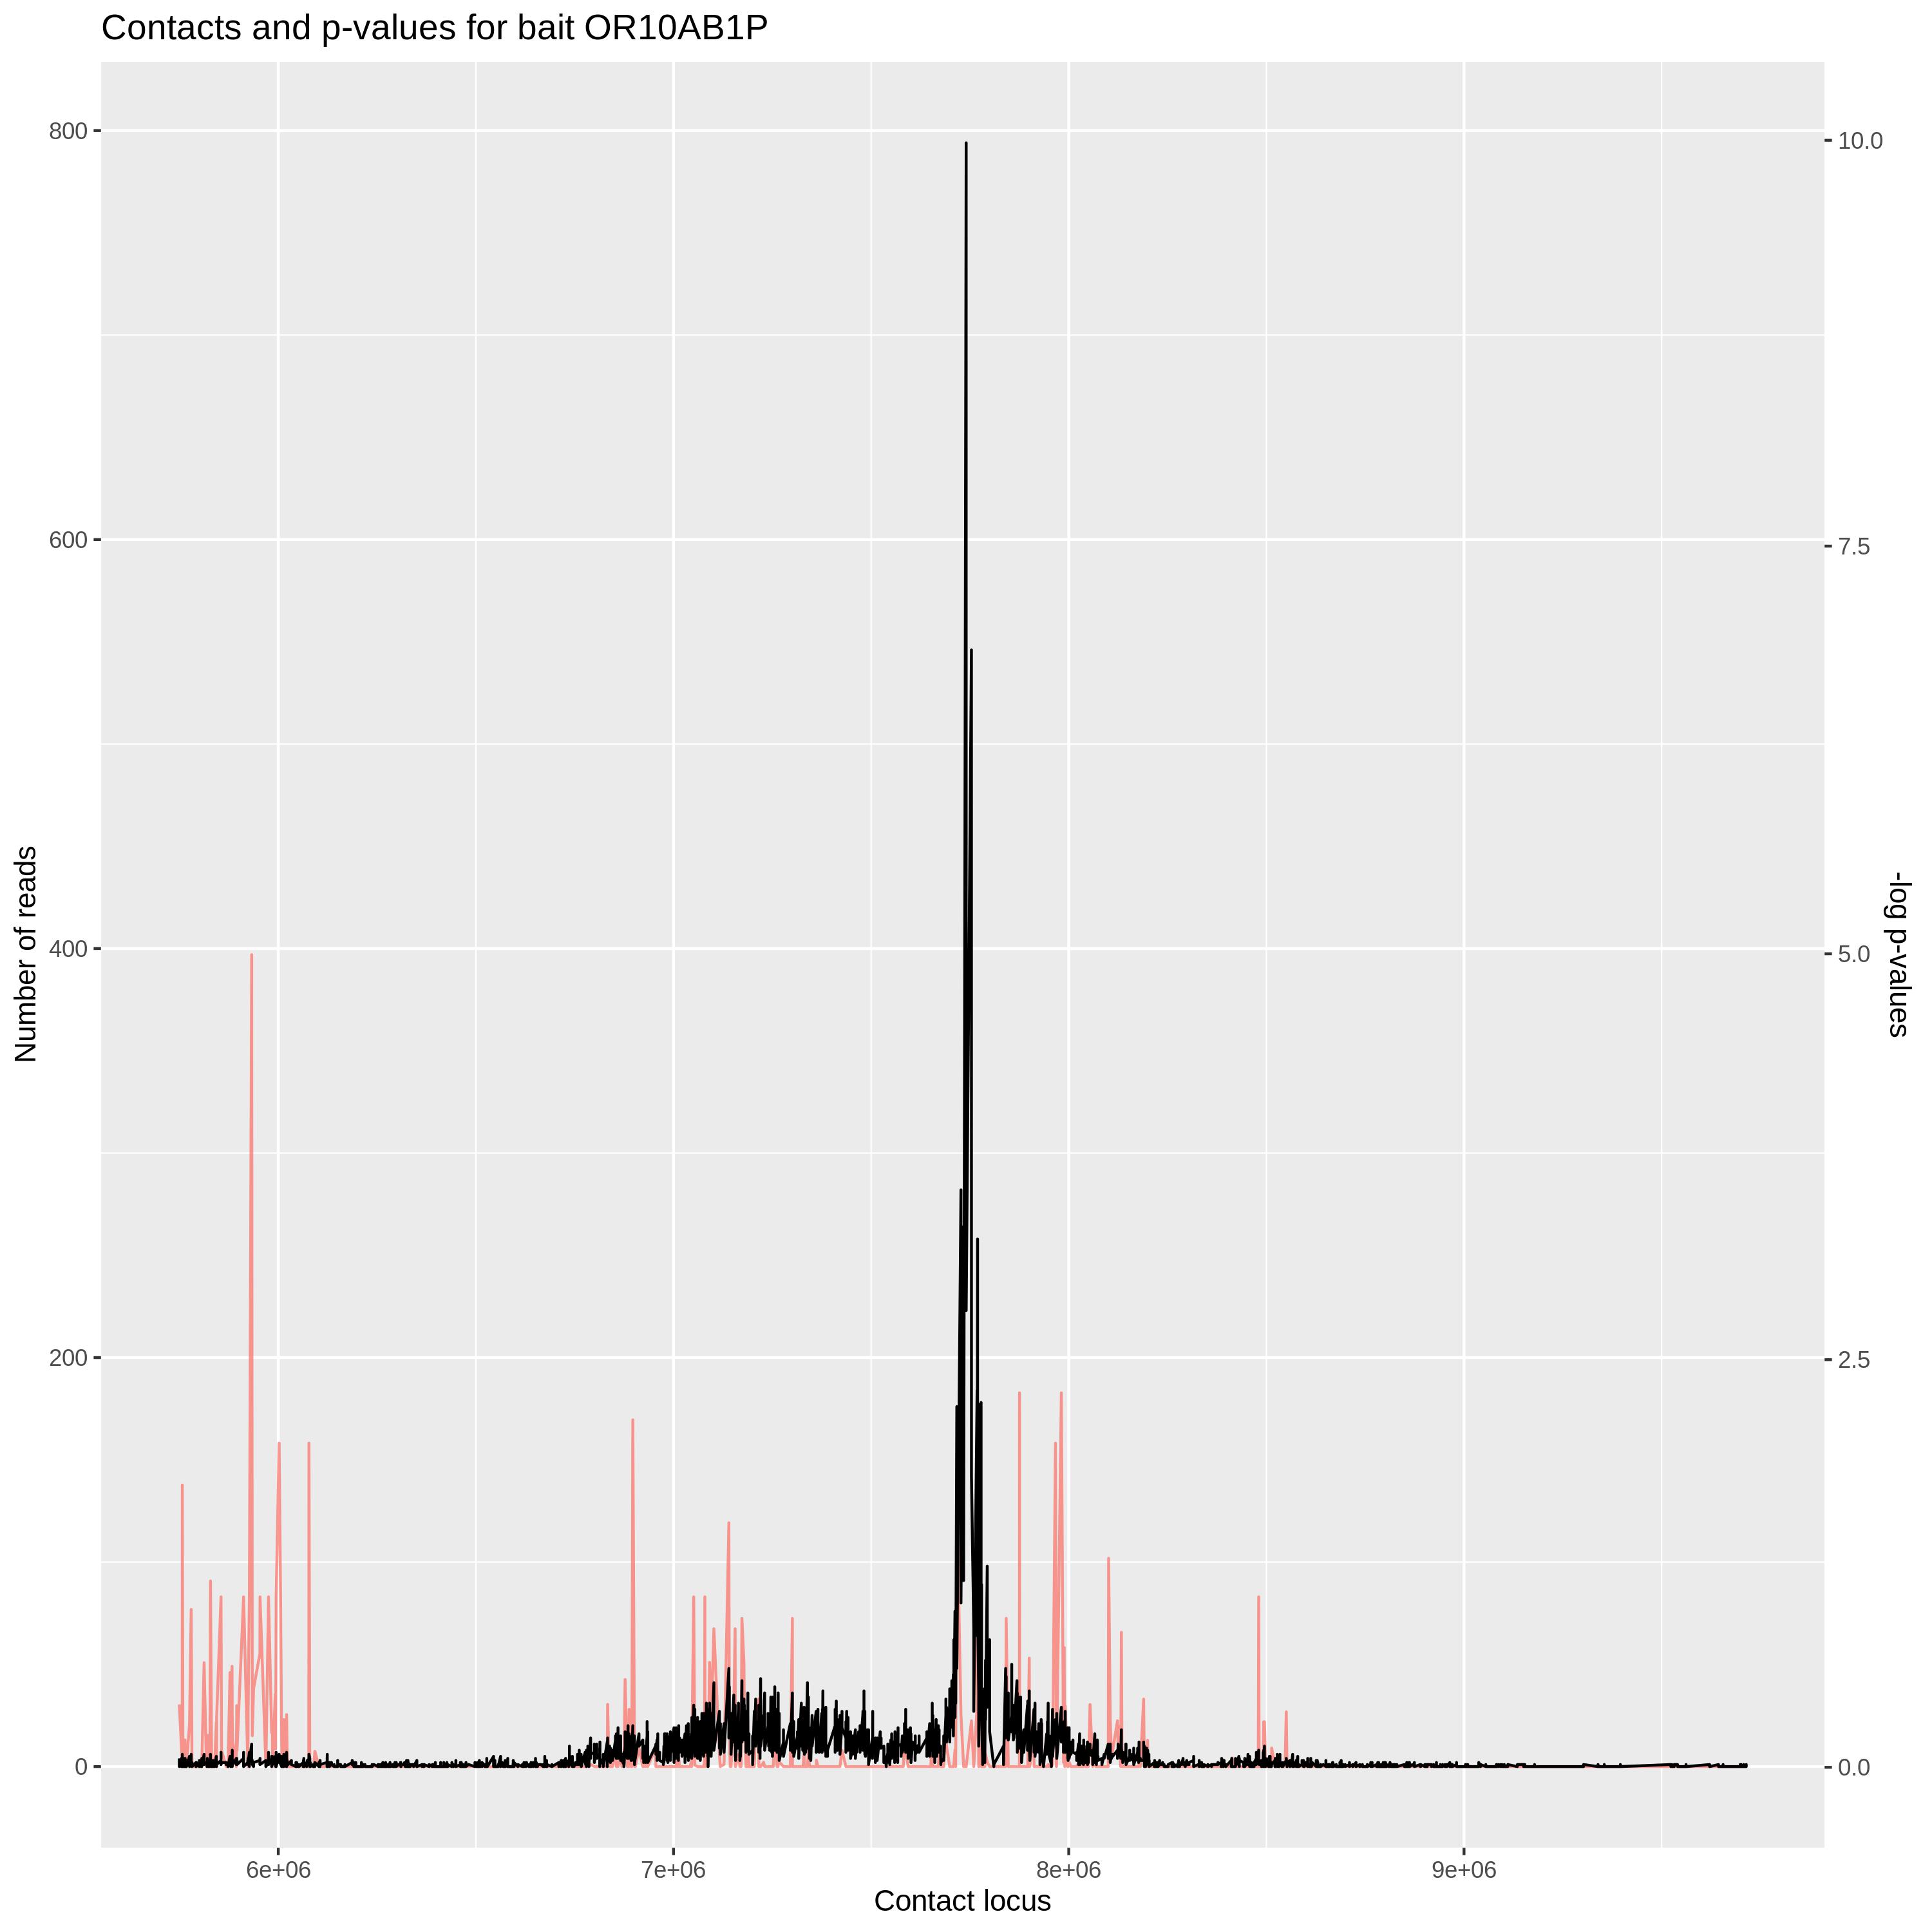 Contacts and p-values for bait OR10AB1P
800
600
400
200
0
10.0
7.5
5.0
2.5
0.0
Number of reads
-log p-values
6e+06
7e+06
8e+06
9e+06
Contact locus